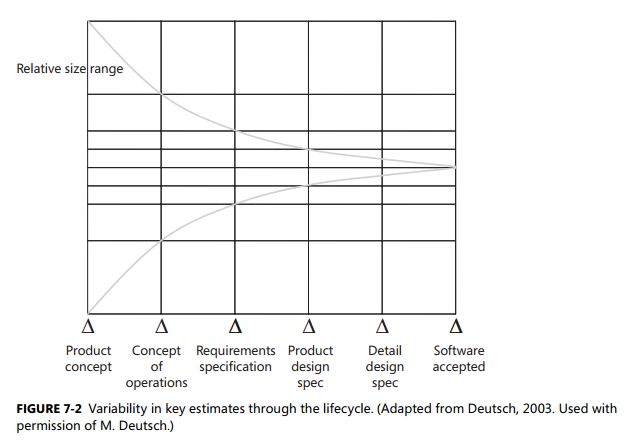 Relative size range
Δ Δ Δ Δ Δ Δ
Product concept
Concept of operations
Requirements specification
Product design spec
Detail design spec
Software accepted
FIGURE 7-2 Variability in key estimates through the lifecycle. (Adapted from Deutsch, 2003. Used with
permission of M. Deutsch.)